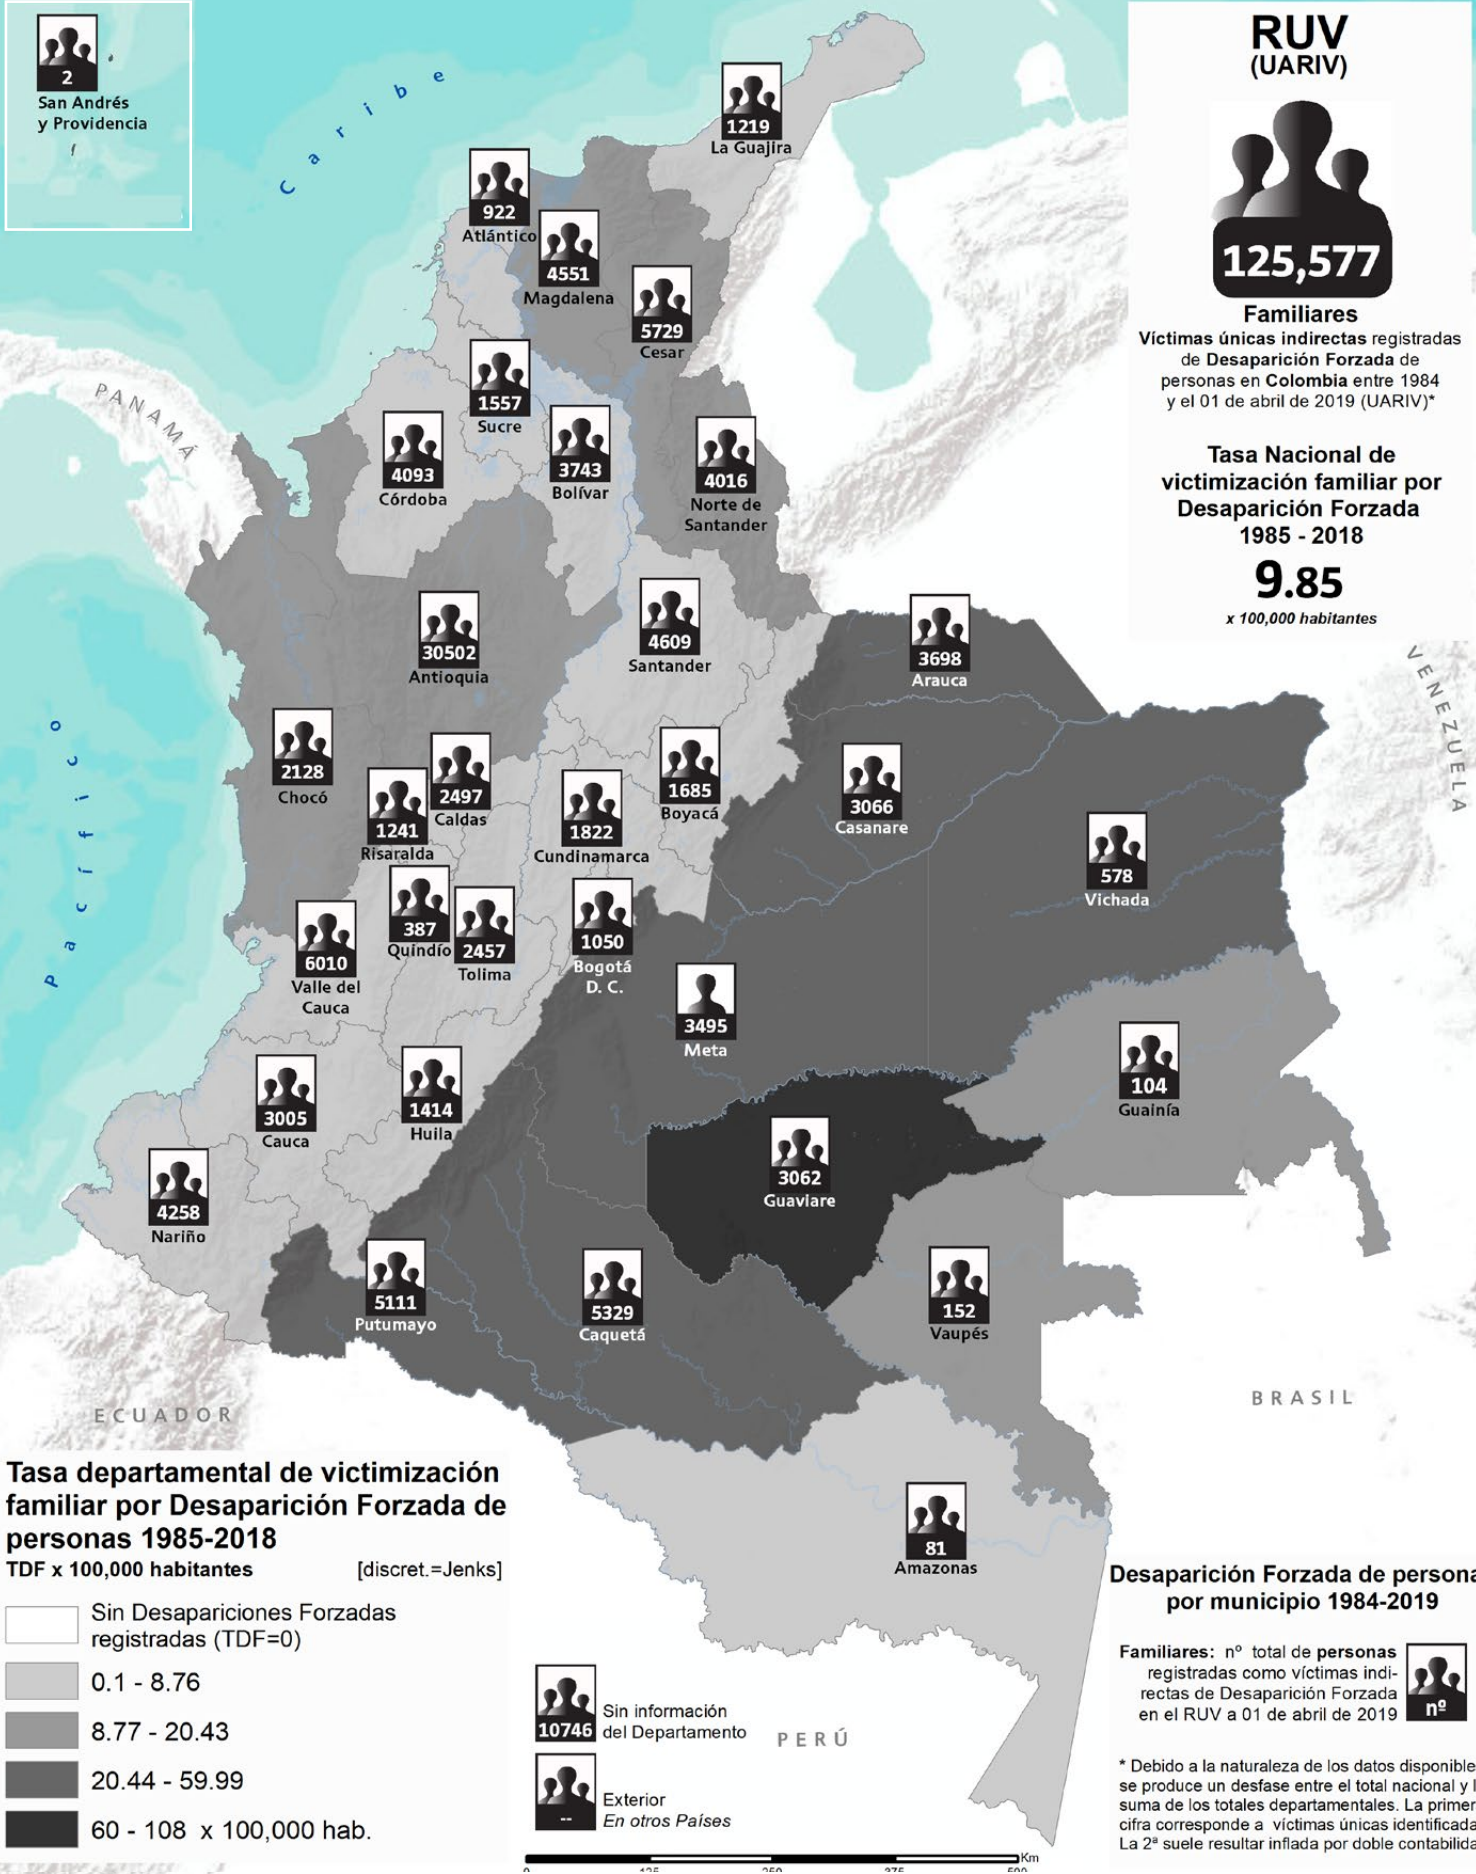 2
San Andrés
y Providencia
Caribe
1219
La Guajira
922
Atlántico
4551
Magdalena
5729
Cesar
1557
Sucre
3743
Bolívar
4093
Córdoba
4016
Norte de
Santander
PANAMÁ
RUV
(UARIV)
125,577
Familiares
Víctimas únicas indirectas registradas
de Desaparición Forzada de
personas en Colombia entre 1984
y el 01 de abril de 2019 (UARIV)*
Tasa Nacional de
victimización familiar por
Desaparición Forzada
1985 - 2018
9.85
x 100,000 habitantes
VENEZUELA
30502
Antioquia
4609
Santander
3698
Arauca
2128
Chocó
2497
Caldas
1241
Risaralda
1685
Boyacá
1822
Cundinamarca
3066
Casanare
578
Vichada
Pacífico
6010
Valle del
Cauca
387
Quindío
2457
Tolima
1050
Bogotá
D. C.
3495
Meta
104
Guainía
3005
Cauca
1414
Huila
3062
Guaviare
4258
Nariño
5111
Putumayo
5329
Caquetá
152
Vaupés
81
Amazonas
ECUADOR
BRASIL
PERÚ
Tasa departamental de victimización
familiar por Desaparición Forzada de
personas 1985-2018
TDF x 100,000 habitantes [discret.=Jenks]
Sin Desapariciones Forzadas
registradas (TDF=0)
0.1 - 8.76
8.77 - 20.43
20.44 - 59.99
60 - 108 x 100,000 hab.
10746
Sin información
del Departamento
--
Exterior
En otros Países
Km
0 125 250 375 500
Desaparición Forzada de persona
por municipio 1984-2019
Familiares: nº total de personas
registradas como víctimas indi-
rectas de Desaparición Forzada
en el RUV a 01 de abril de 2019
nº
* Debido a la naturaleza de los datos disponible
se produce un desfase entre el total nacional y l
suma de los totales departamentales. La primer
cifra corresponde a víctimas únicas identificada
La 2ª suele resultar inflada por doble contabilida